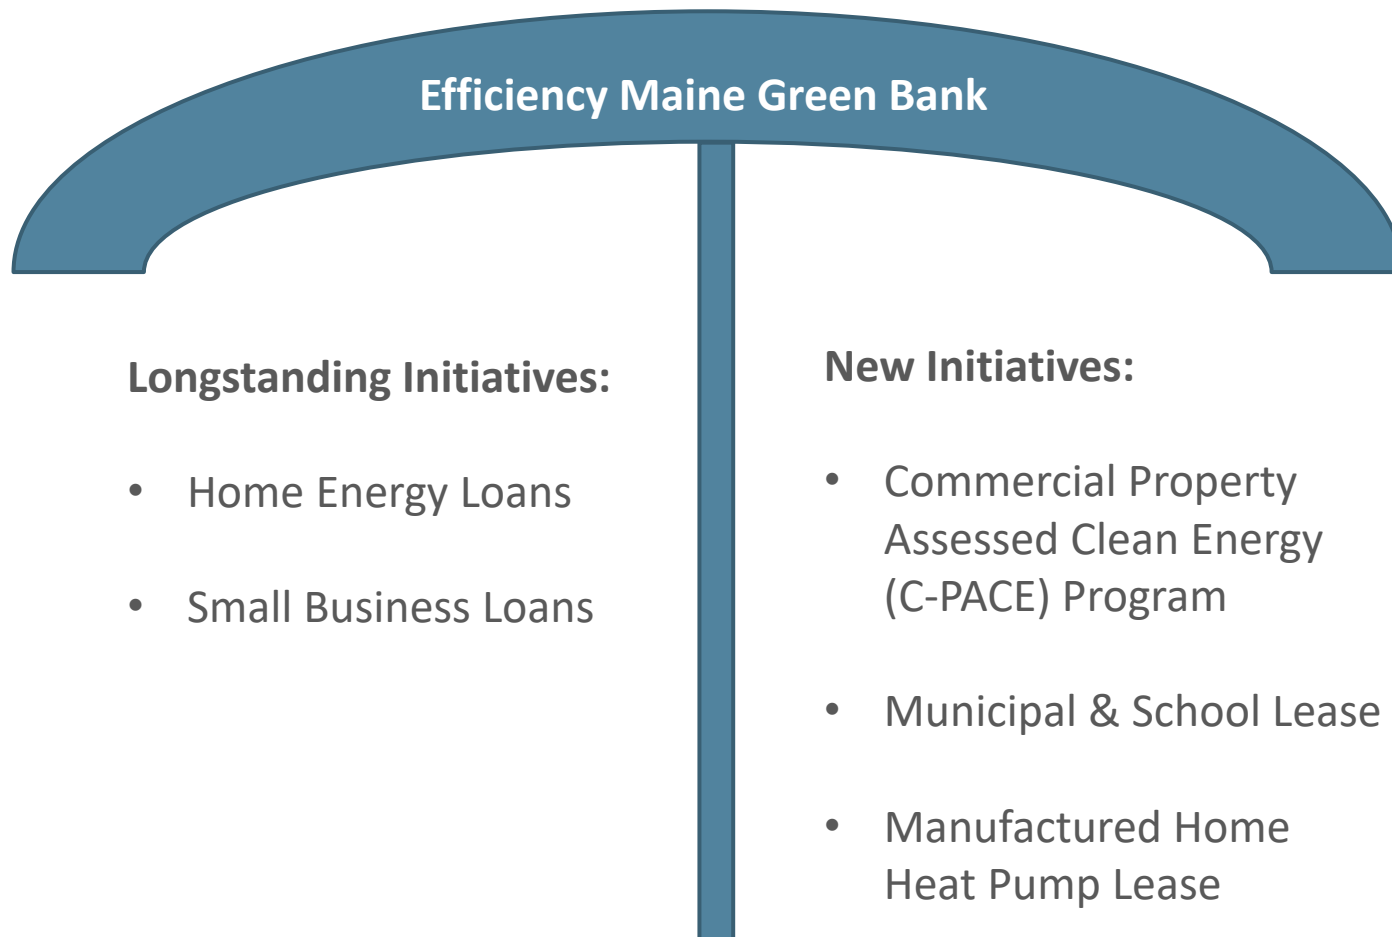 Efficiency Maine Green Bank
Longstanding Initiatives:
• Home Energy Loans
• Small Business Loans
New Initiatives:
• Commercial Property
Assessed Clean Energy
(C-PACE) Program
• Municipal & School Lease
• Manufactured Home
Heat Pump Lease